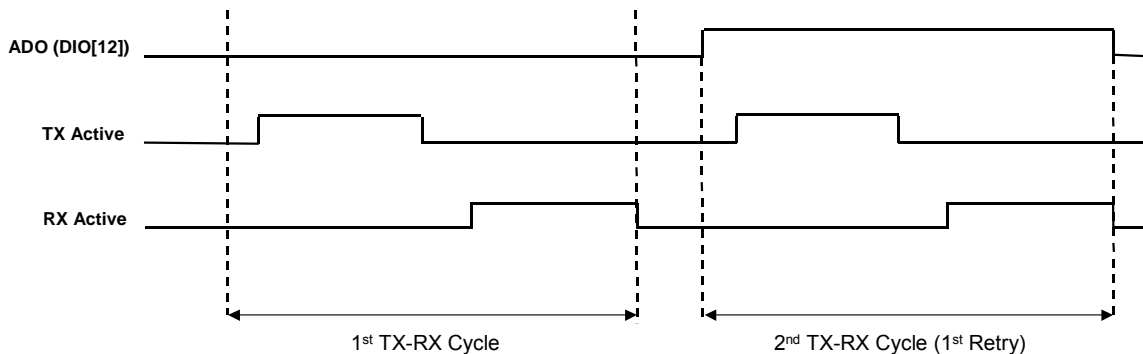 ADO (DIO[12])
TX Active
RX Active
1st TX-RX Cycle
2nd TX-RX Cycle (1st Retry)